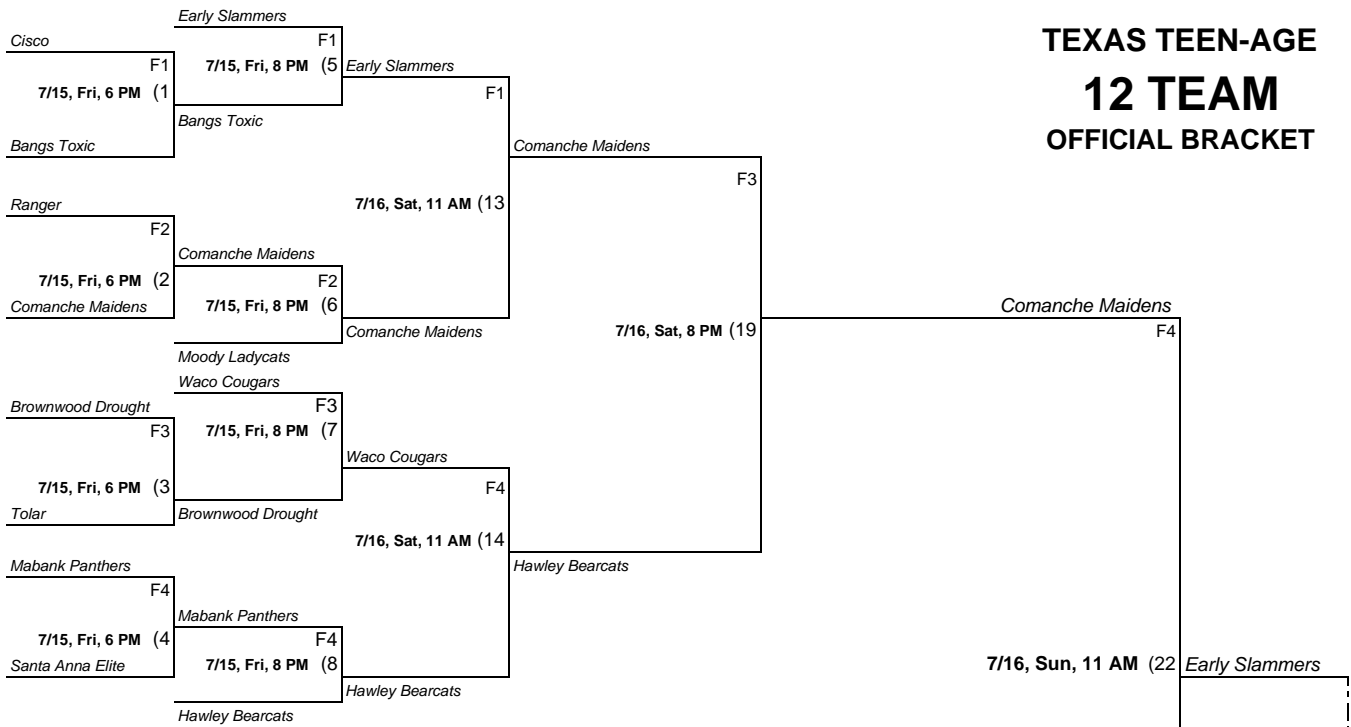 Early Slammers
Cisco
F1
TEXAS TEEN-AGE
F1
7/15, Fri, 8 PM (5
Early Slammers
7/15, Fri, 6 PM (1
F1
12 TEAM
Bangs Toxic
OFFICIAL BRACKET
Bangs Toxic
Comanche Maidens
F3
Ranger
7/16, Sat, 11 AM (13
F2
Comanche Maidens
7/15, Fri, 6 PM (2
F2
Comanche Maidens
7/15, Fri, 8 PM (6
Comanche Maidens
Comanche Maidens
7/16, Sat, 8 PM (19
F4
Moody Ladycats
Waco Cougars
Brownwood Drought
F3
F3
7/15, Fri, 8 PM (7
Waco Cougars
7/15, Fri, 6 PM (3
F4
Tolar
Brownwood Drought
7/16, Sat, 11 AM (14
Mabank Panthers
Hawley Bearcats
F4
Mabank Panthers
7/15, Fri, 6 PM (4
F4
Santa Anna Elite
7/15, Fri, 8 PM (8
7/16, Sun, 11 AM (22
Early Slammers
Hawley Bearcats
Hawley Bearcats